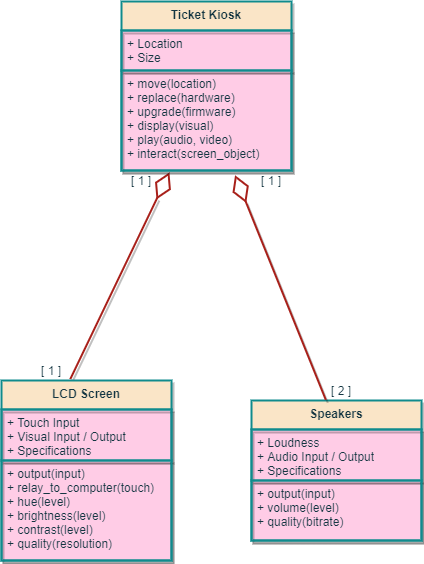 Ticket Kiosk
+ Location
+ Size
+ move(location)
+ replace(hardware)
+ upgrade(firmware)
+ display(visual)
+ play(audio, video)
+ interact(screen_object)
[ 1 ]
[ 1 ]
[ 1 ]
LCD Screen
+ Touch Input
+ Visual Input / Output
+ Specifications
+ output(input)
+ relay_to_computer(touch)
+ hue(level)
+ brightness(level)
+ contrast(level)
+ quality(resolution)
[ 2 ]
Speakers
+ Loudness
+ Audio Input / Output
+ Specifications
+ output(input)
+ volume(level)
+ quality(bitrate)